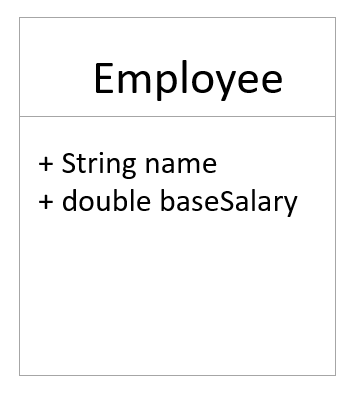 Employee
+ String name
+ double baseSalary